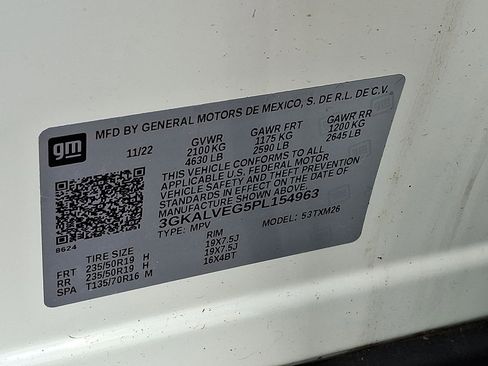 gm
MFD BY GENERAL MOTORS DE MEXICO, S. DE R.L. DE C.V.
11/22 GVWR GAWR FRT GAWR RR
2100 KG 1175 KG 1200 KG
4630 LB 2590 LB 2645 LB
THIS VEHICLE CONFORMS TO ALL
APPLICABLE U.S. FEDERAL MOTOR
VEHICLE SAFETY AND THEFT PREVENTION
STANDARDS IN EFFECT ON THE DATE OF
MANUFACTURE SHOWN ABOVE.
3GKALVEG5PL154963
TYPE: MPV MODEL: 53TXM26
8624
TIRE SIZE RIM
FRT 235/50R19 H 19X7.5J
RR 235/50R19 H 19X7.5J
SPA T135/70R16 M 16X4BT